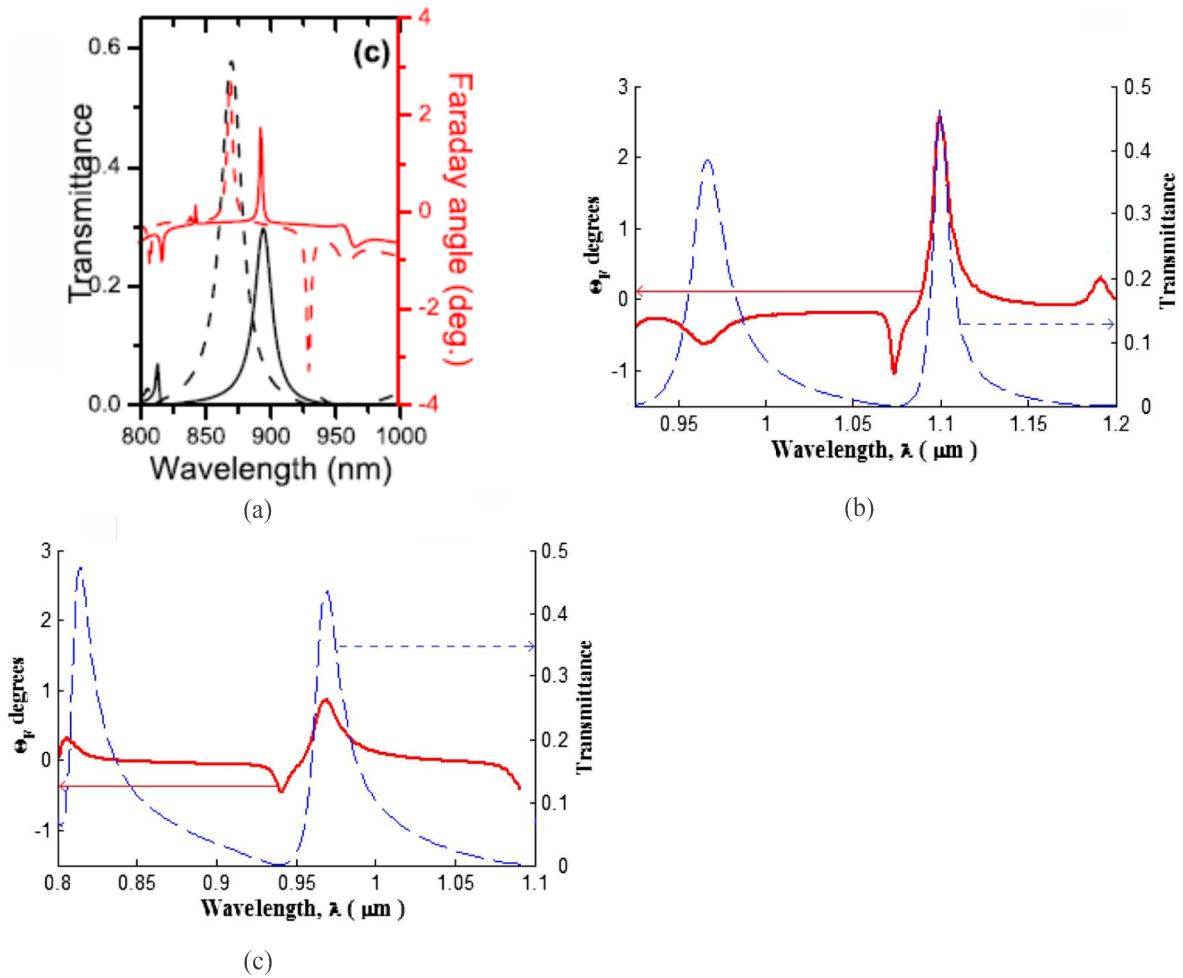 (c)
0.6
0.4
0.2
0.0
Transmittance
4
2
0
-2
-4
Faraday angle (deg.)
800 850 900 950 1000
Wavelength (nm)
(a)
3
2
1
0
-1
Θ_F degrees
0.5
0.4
0.3
0.2
0.1
0
Transmittance
0.95 1 1.05 1.1 1.15 1.2
Wavelength, λ ( μm )
(b)
3
2
1
0
-1
Θ_F degrees
0.5
0.4
0.3
0.2
0.1
0
Transmittance
0.8 0.85 0.9 0.95 1 1.05 1.1
Wavelength, λ ( μm )
(c)